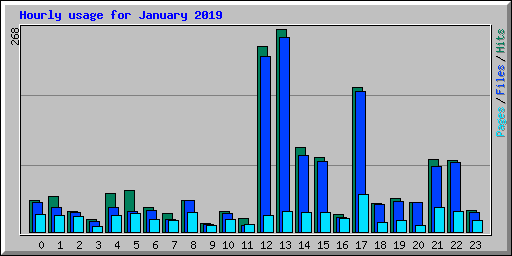 Hourly usage for January 2019
268
Pages/Files/Hits
0 1 2 3 4 5 6 7 8 9 10 11 12 13 14 15 16 17 18 19 20 21 22 23